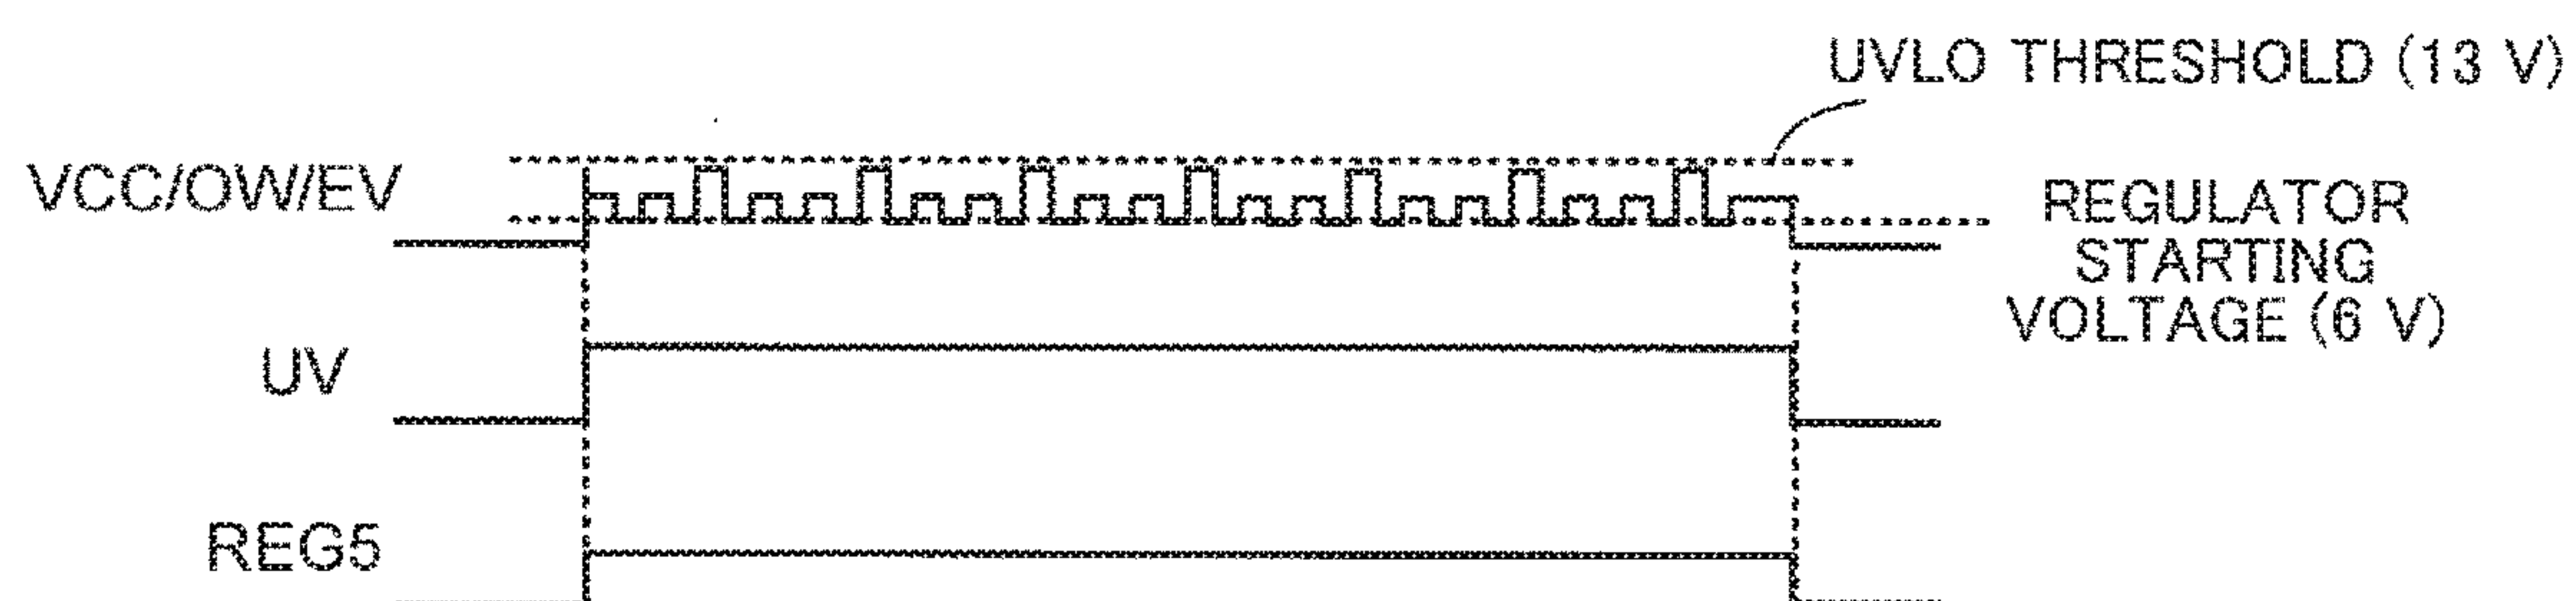 UVLO THRESHOLD (13 V)
VCC/OW/EV
REGULATOR
STARTING
VOLTAGE (6 V)
UV
REG5